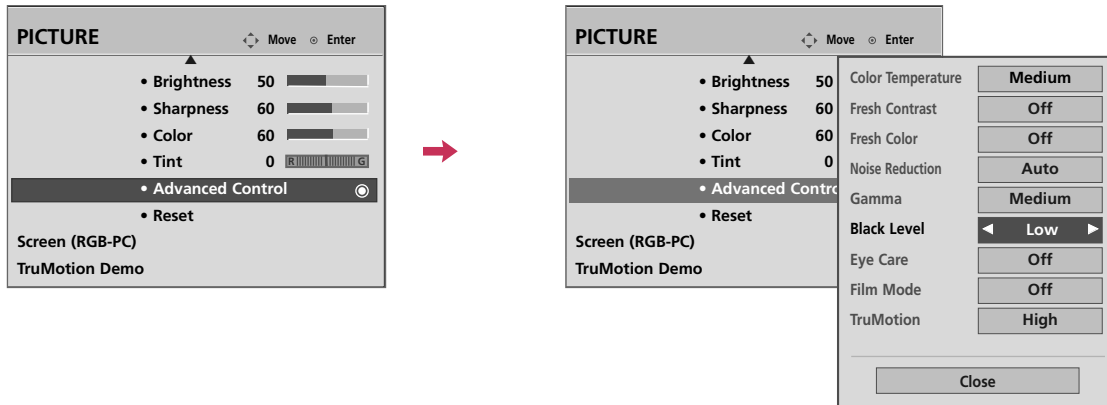 PICTURE Move Enter
• Brightness 50
• Sharpness 60
• Color 60
• Tint 0 R G
• Advanced Control
• Reset
Screen (RGB-PC)
TruMotion Demo
PICTURE Move Enter
• Brightness 50
• Sharpness 60
• Color 60
• Tint 0
• Advanced Contro
• Reset
Screen (RGB-PC)
TruMotion Demo
Color Temperature Medium
Fresh Contrast Off
Fresh Color Off
Noise Reduction Auto
Gamma Medium
Black Level Low
Eye Care Off
Film Mode Off
TruMotion High
Close